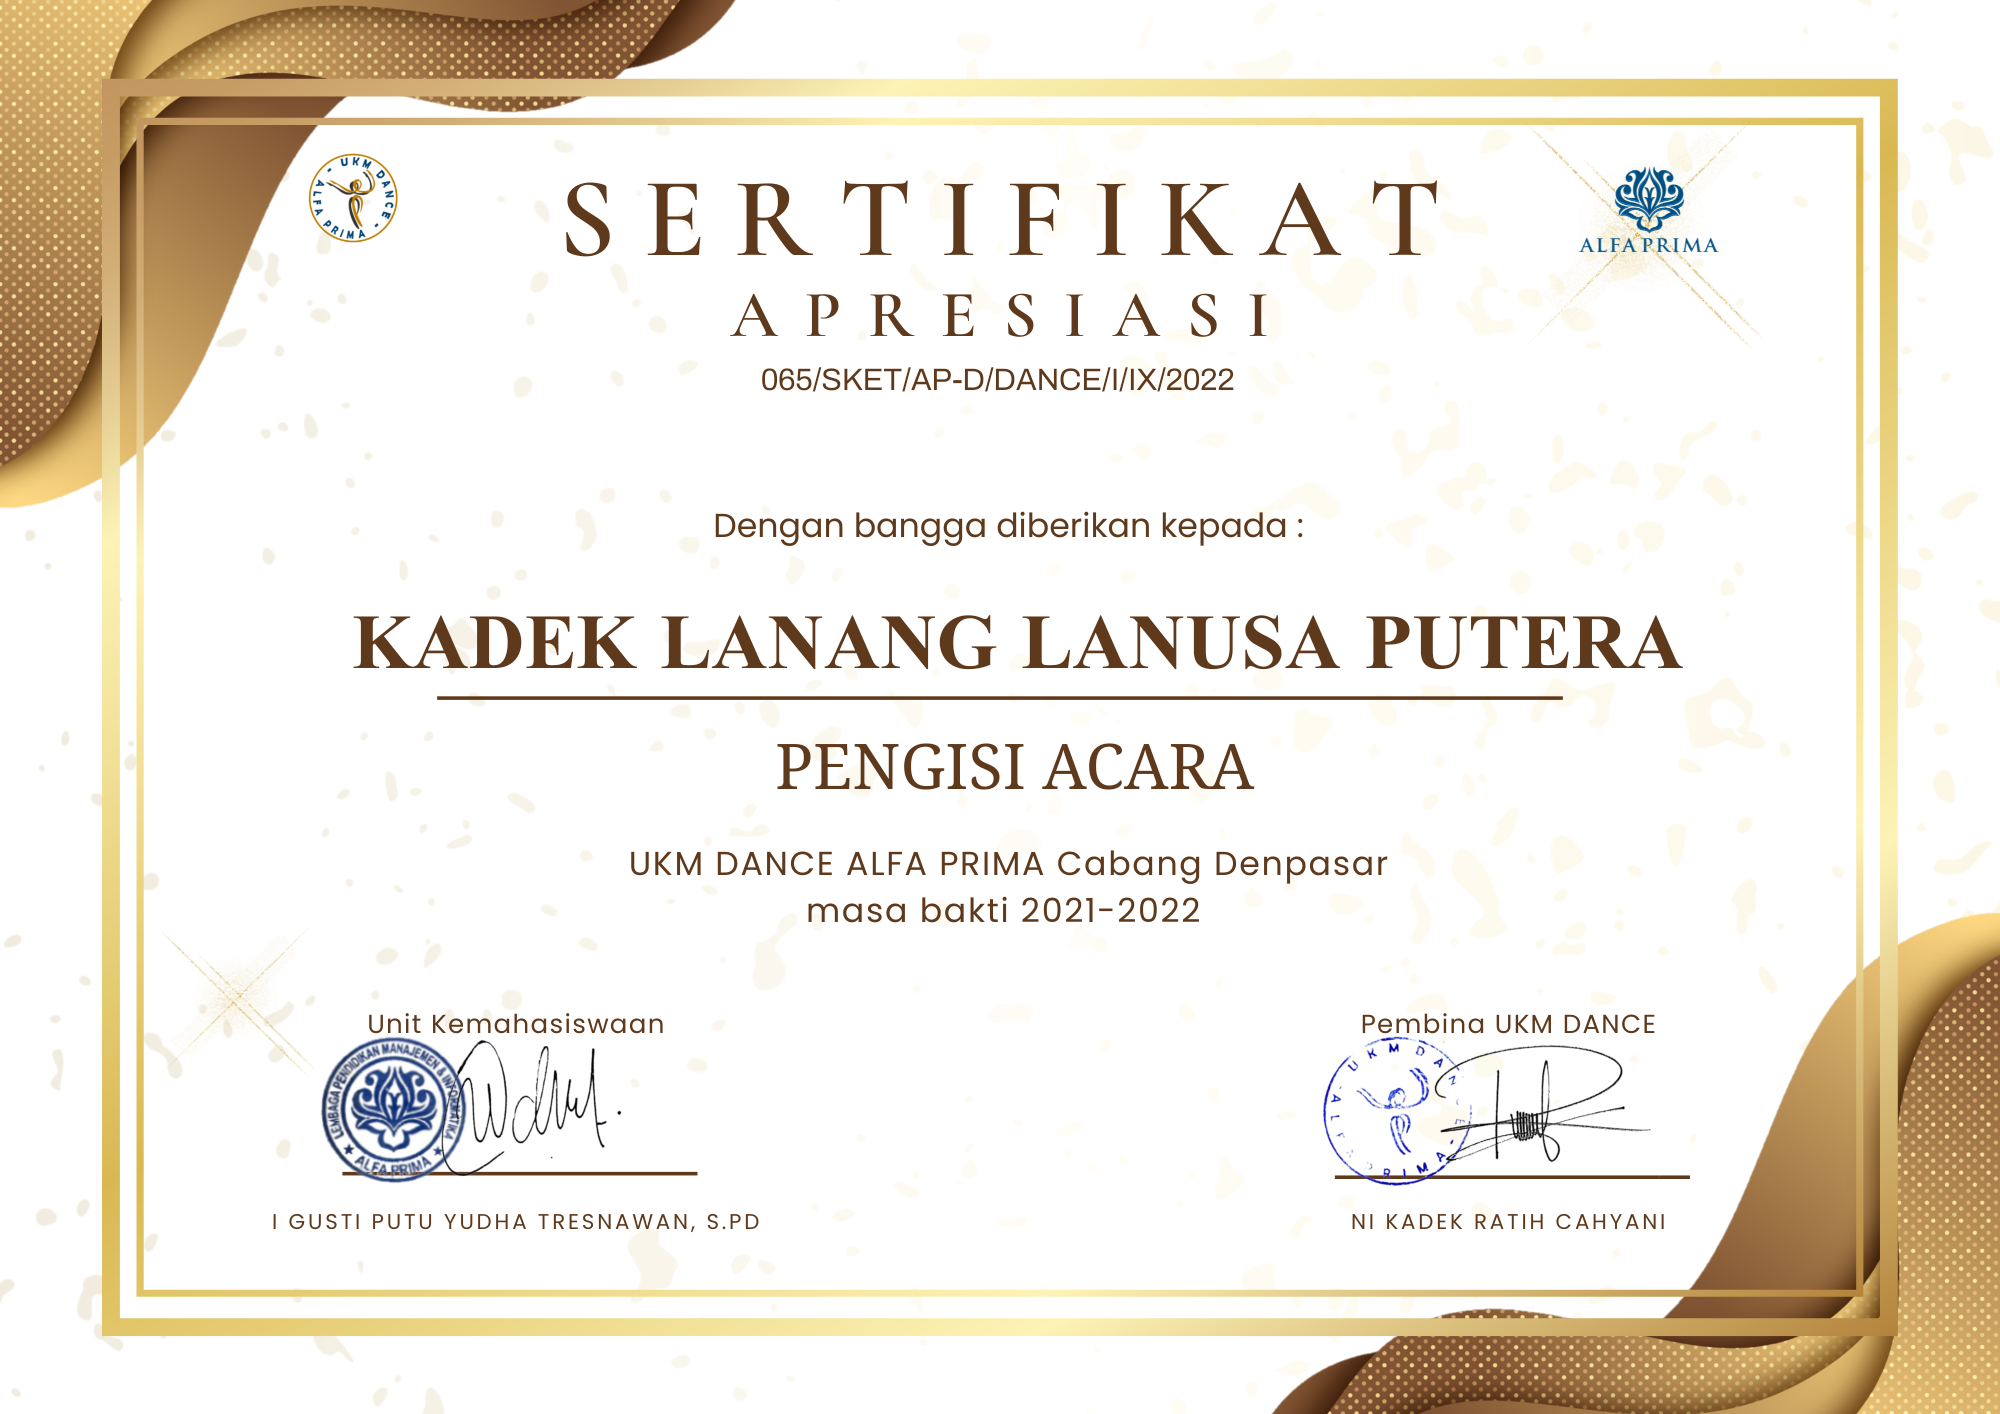 UKM DANCE - ALFA PRIMA -
SERTIFIKAT
ALFA PRIMA
APRESIASI
065/SKET/AP-D/DANCE/I/IX/2022
Dengan bangga diberikan kepada :
KADEK LANANG LANUSA PUTERA
PENGISI ACARA
UKM DANCE ALFA PRIMA Cabang Denpasar
masa bakti 2021-2022
Unit Kemahasiswaan
LEMBAGA PENDIDIKAN MANAJEMEN & INFORMATIKA
ALFA PRIMA
I GUSTI PUTU YUDHA TRESNAWAN, S.PD
Pembina UKM DANCE
UKM DANCE - ALFA PRIMA -
NI KADEK RATIH CAHYANI